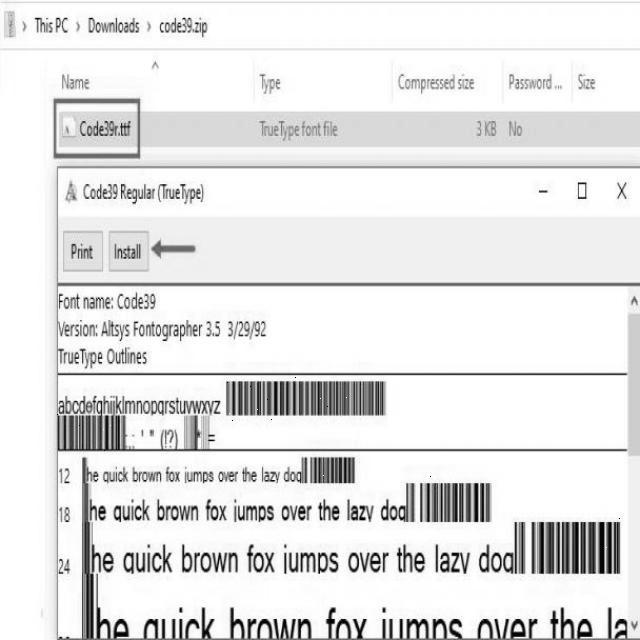 This PC > Downloads > code39.zip
Name Type Compressed size Password ... Size
Code39r.ttf TrueType font file 3 KB No
Code39 Regular (TrueType)
Print Install
Font name: Code39
Version: Altsys Fontographer 3.5 3/29/92
TrueType Outlines
abcdefghijklmnopqrstuvwxyz
.:,; ' " (!?) * =
12 he quick brown fox jumps over the lazy dog
18 he quick brown fox jumps over the lazy dog
24 he quick brown fox jumps over the lazy dog
he quick brown fox jumps over the la